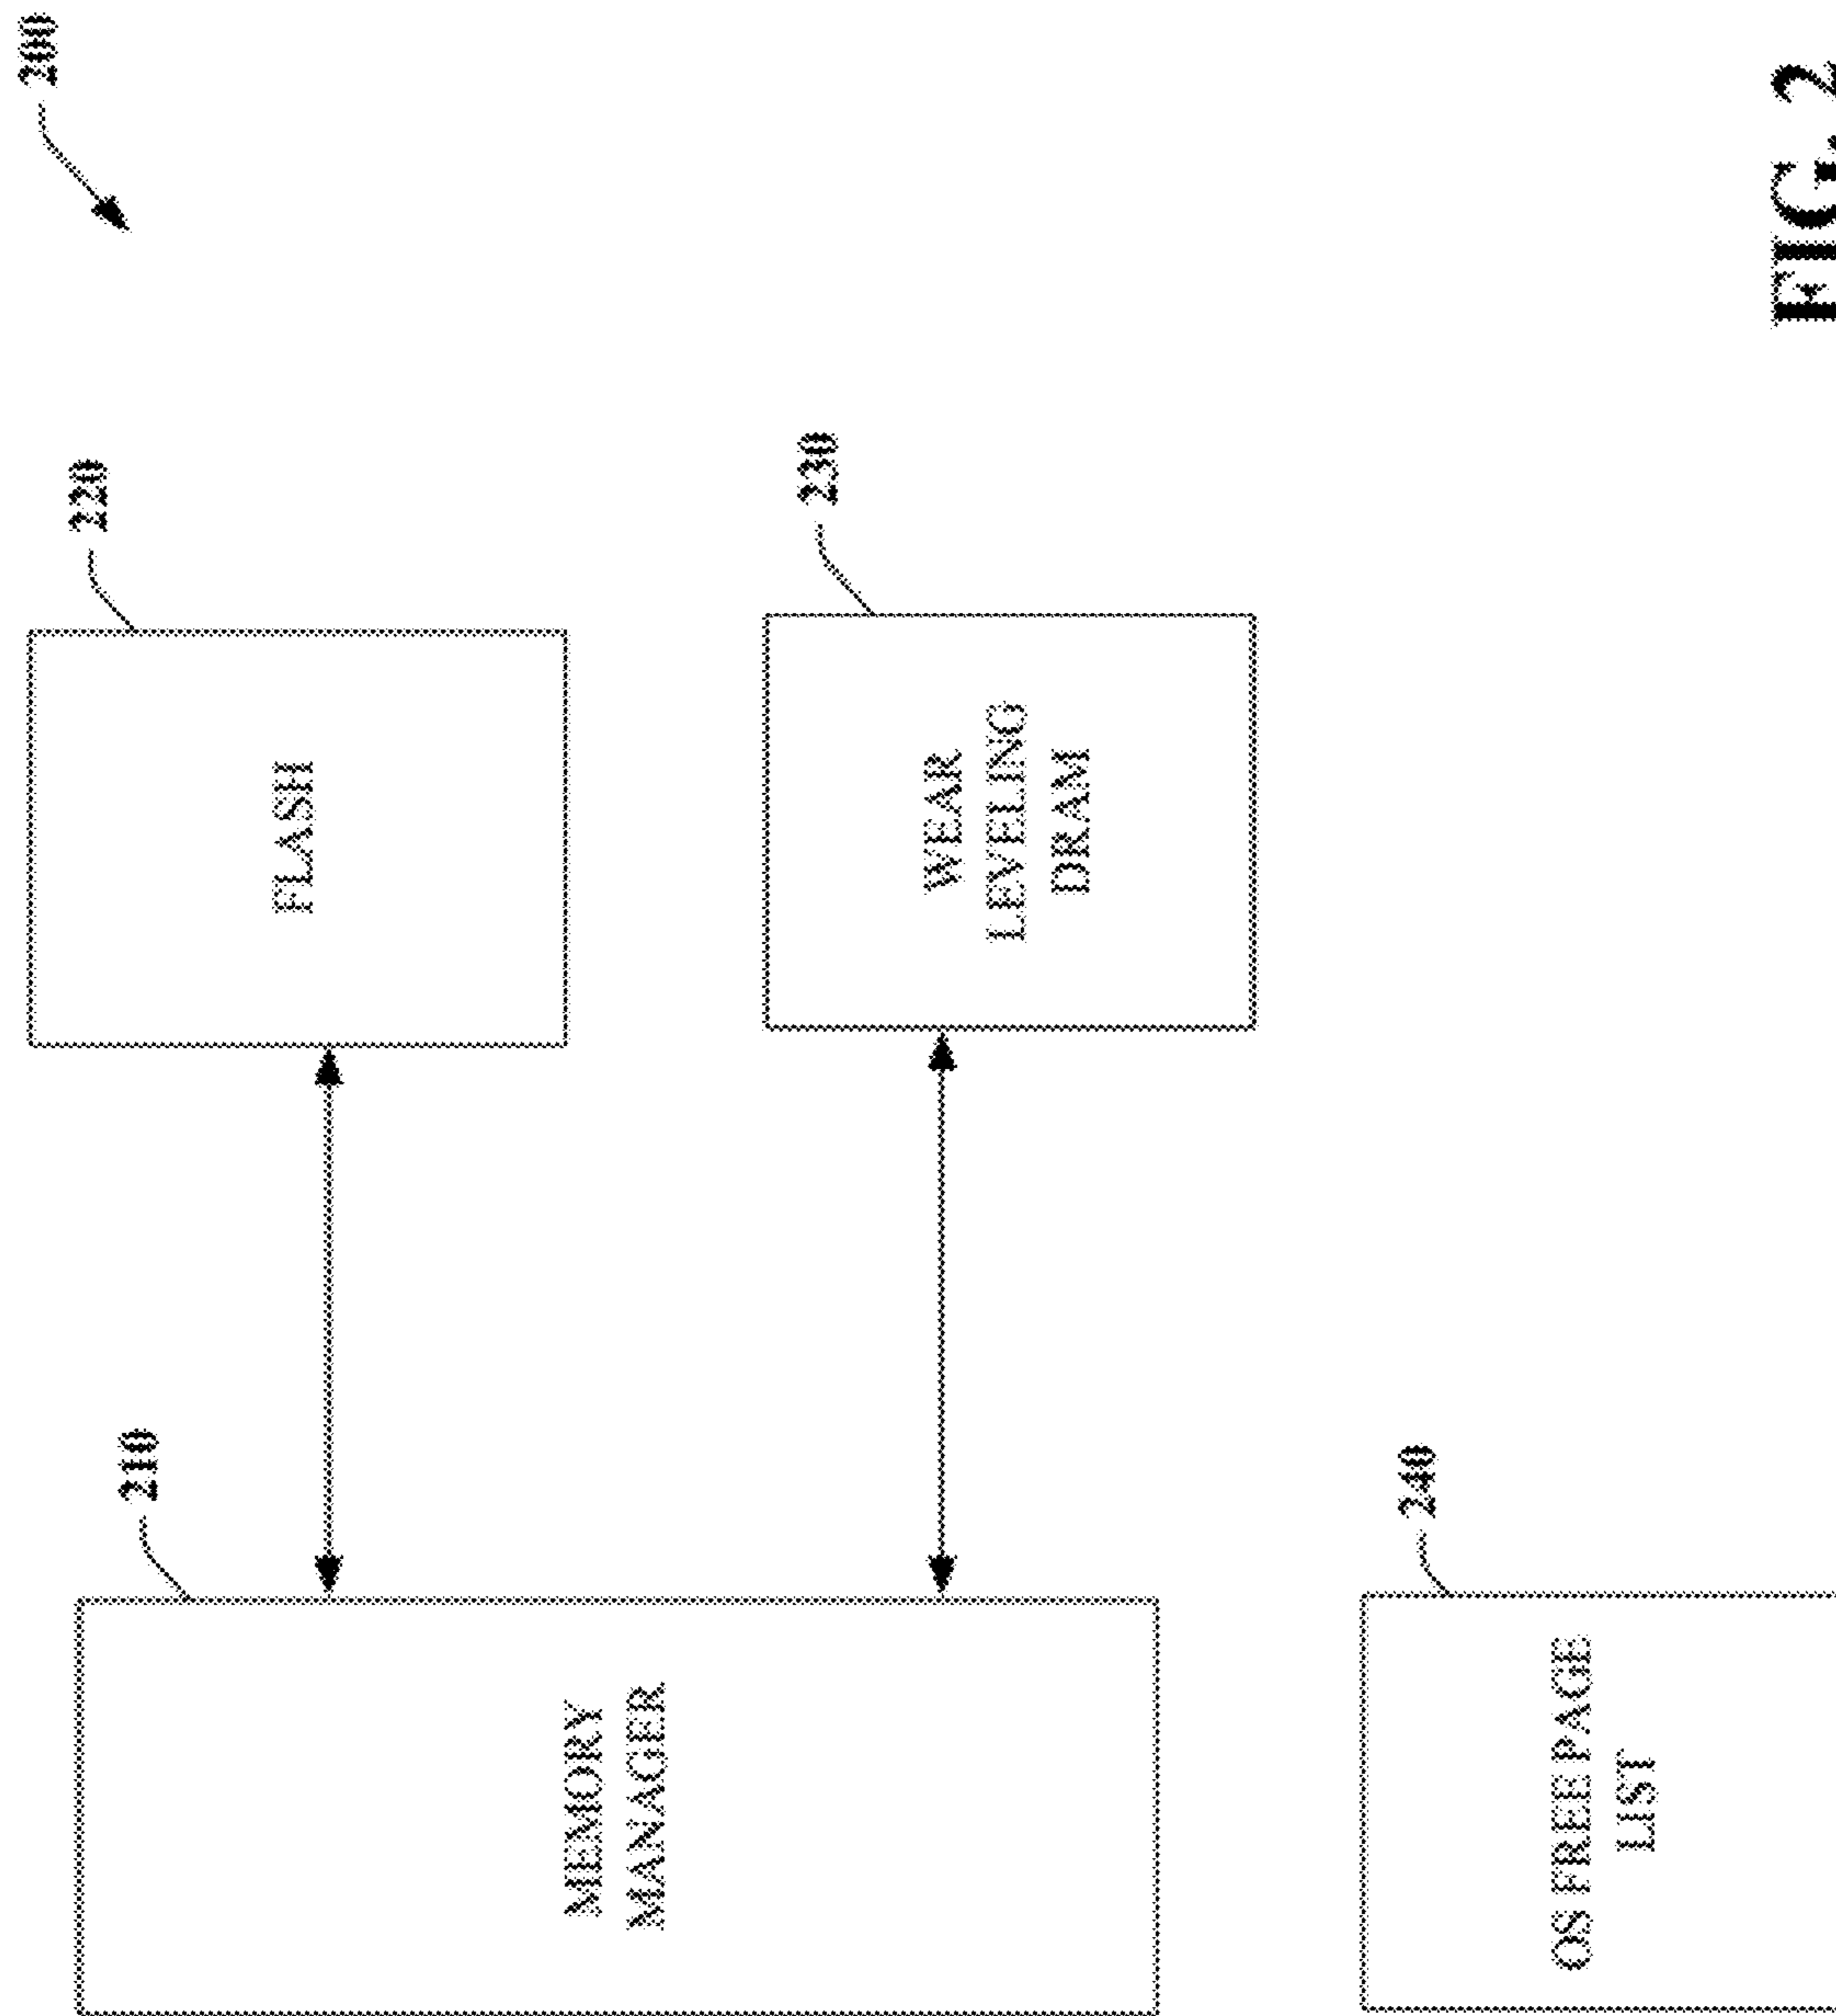 200
210
MEMORY
MANAGER
220
FLASH
230
WEAR
LEVELING
DRAM
240
OS FREE PAGE
LIST
FIG. 2